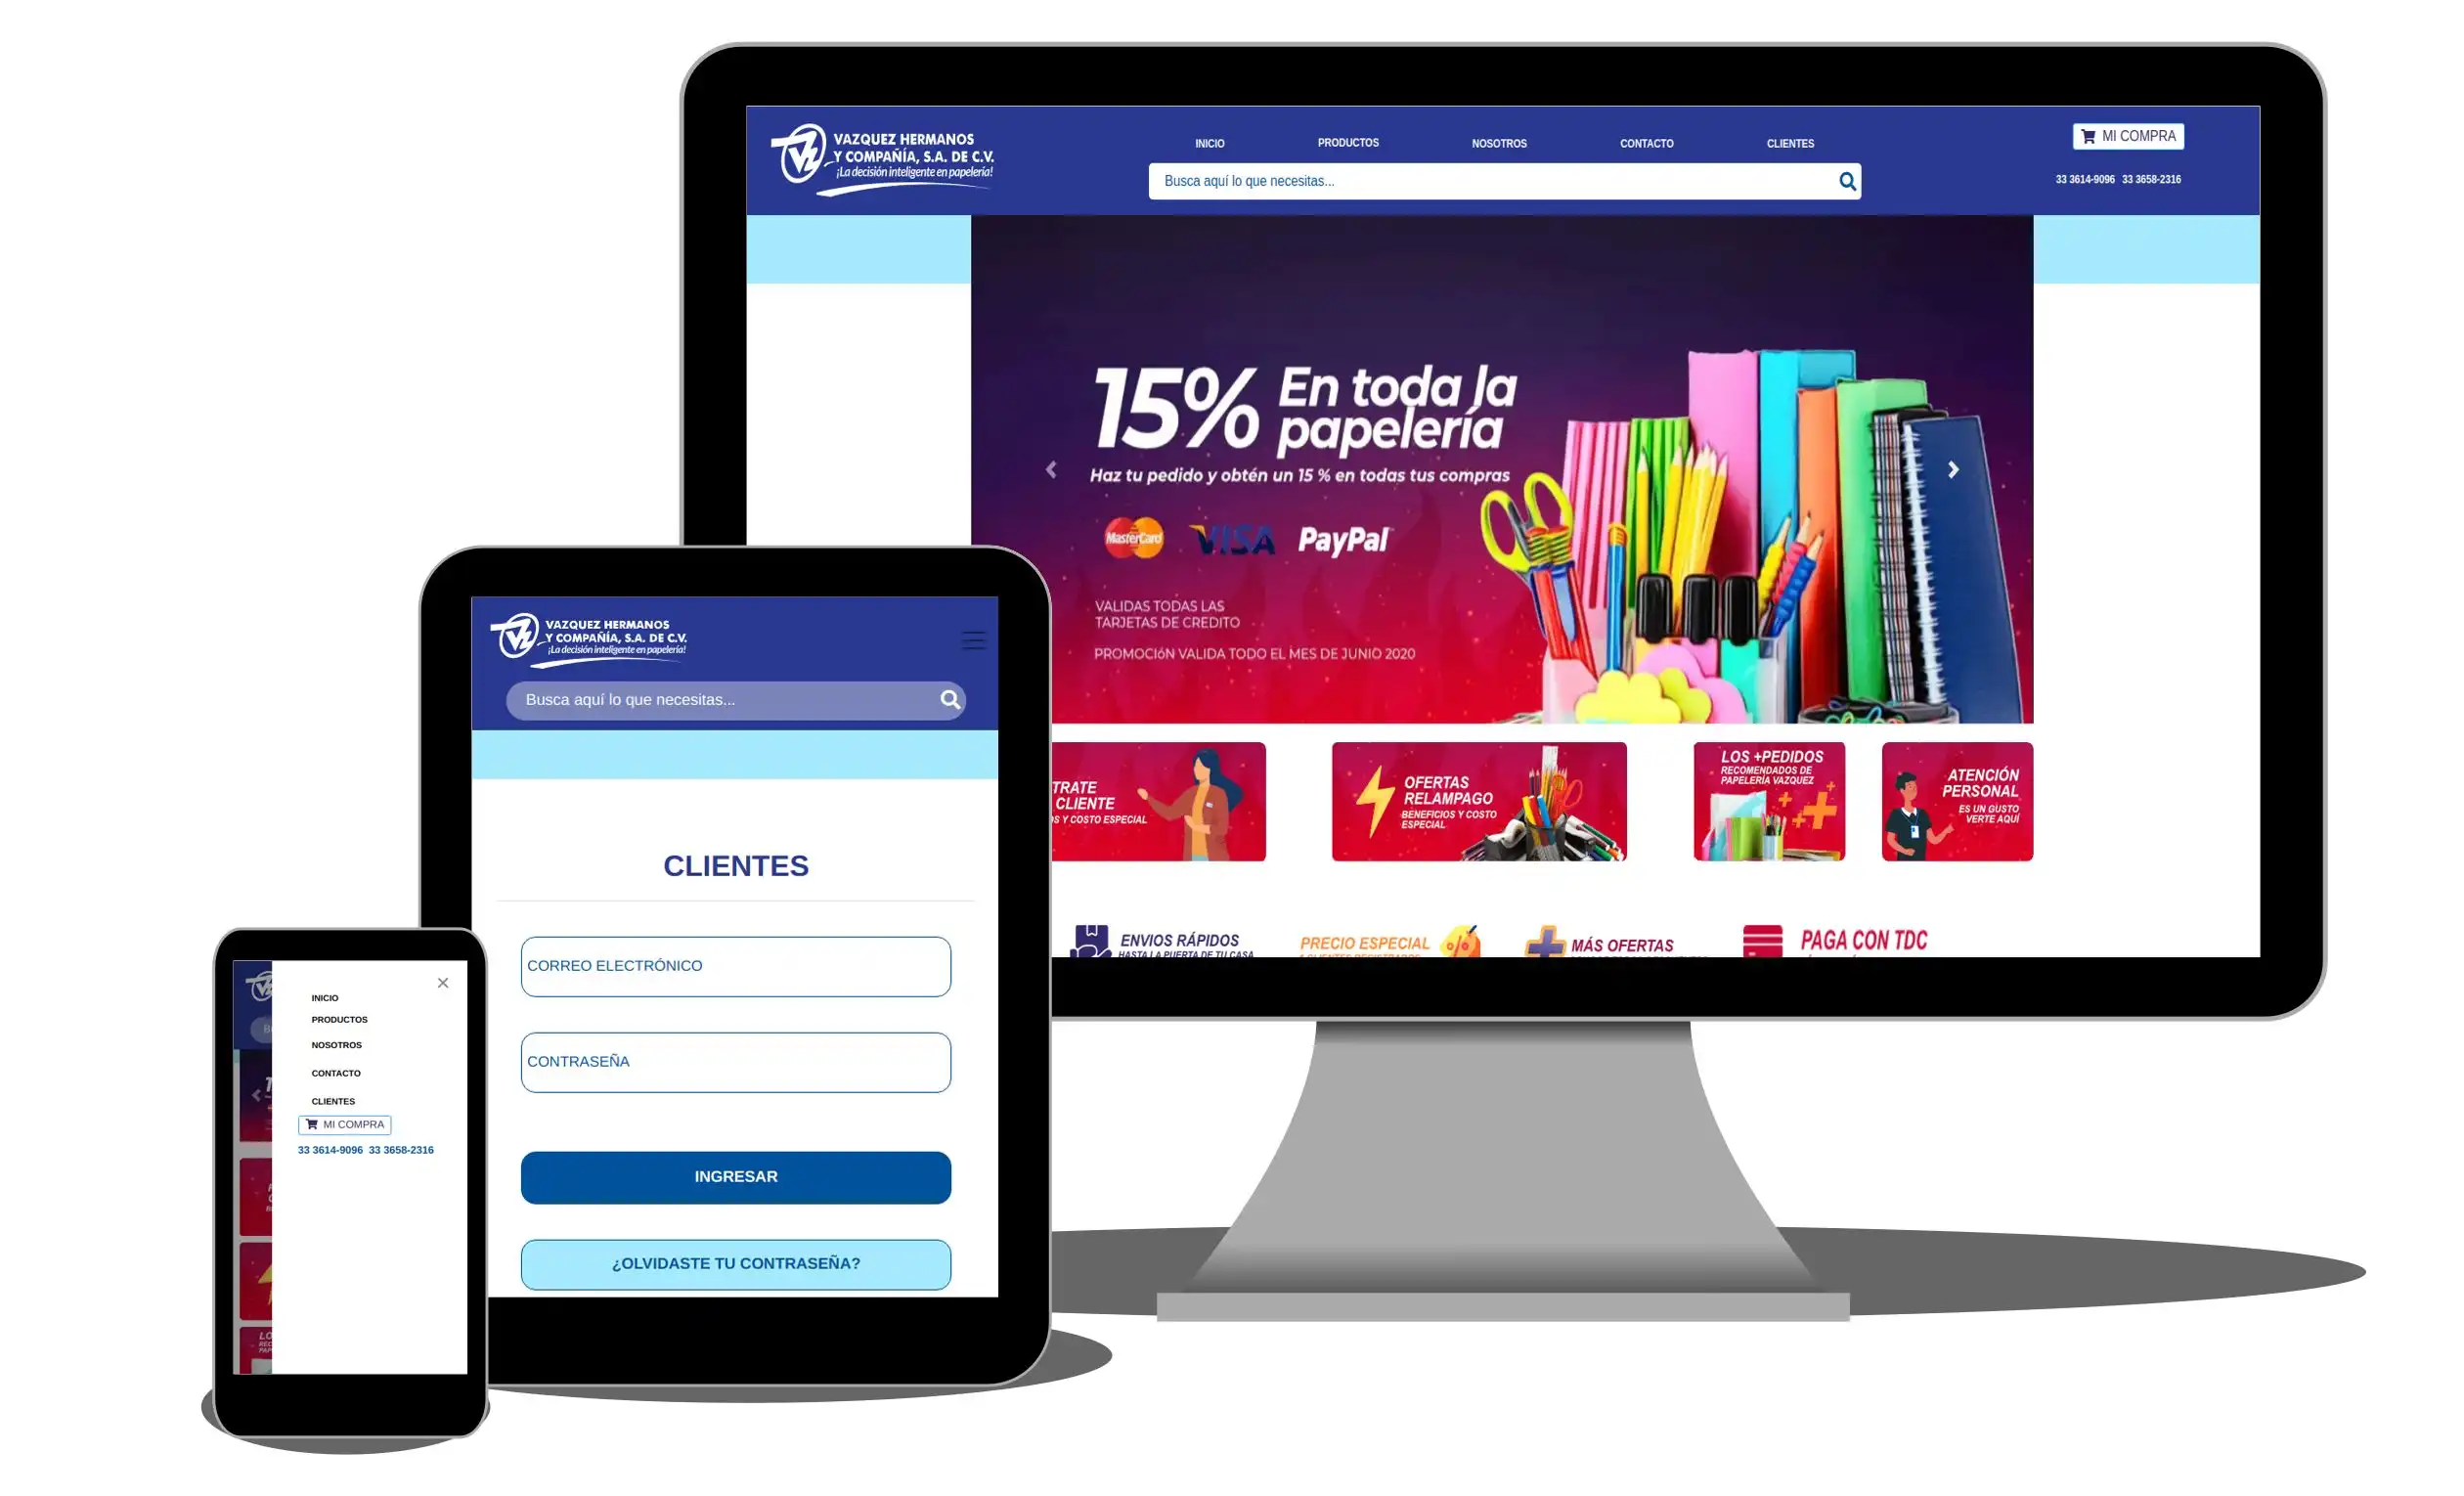 VAZQUEZ HERMANOS
Y COMPAÑÍA, S.A. DE C.V.
¡La decisión inteligente en papelería!
INICIO
PRODUCTOS
NOSOTROS
CONTACTO
CLIENTES
MI COMPRA
Busca aquí lo que necesitas...
33 3614-9096 33 3658-2316
15% En toda la
papelería
Haz tu pedido y obtén un 15 % en todas tus compras
MasterCard VISA PayPal
VALIDAS TODAS LAS
TARJETAS DE CREDITO
PROMOCIóN VALIDA TODO EL MES DE JUNIO 2020
TRATE
CLIENTE
OS Y COSTO ESPECIAL
OFERTAS
RELAMPAGO
BENEFICIOS Y COSTO
ESPECIAL
LOS +PEDIDOS
RECOMENDADOS DE
PAPELERÍA VAZQUEZ
ATENCIÓN
PERSONAL
ES UN GUSTO
VERTE AQUÍ
ENVIOS RÁPIDOS
HASTA LA PUERTA DE TU CASA
PRECIO ESPECIAL
MÁS OFERTAS
PAGA CON TDC
VAZQUEZ HERMANOS
Y COMPAÑÍA, S.A. DE C.V.
¡La decisión inteligente en papelería!
Busca aquí lo que necesitas...
CLIENTES
CORREO ELECTRÓNICO
CONTRASEÑA
INGRESAR
¿OLVIDASTE TU CONTRASEÑA?
INICIO
PRODUCTOS
NOSOTROS
CONTACTO
CLIENTES
MI COMPRA
33 3614-9096 33 3658-2316
LO